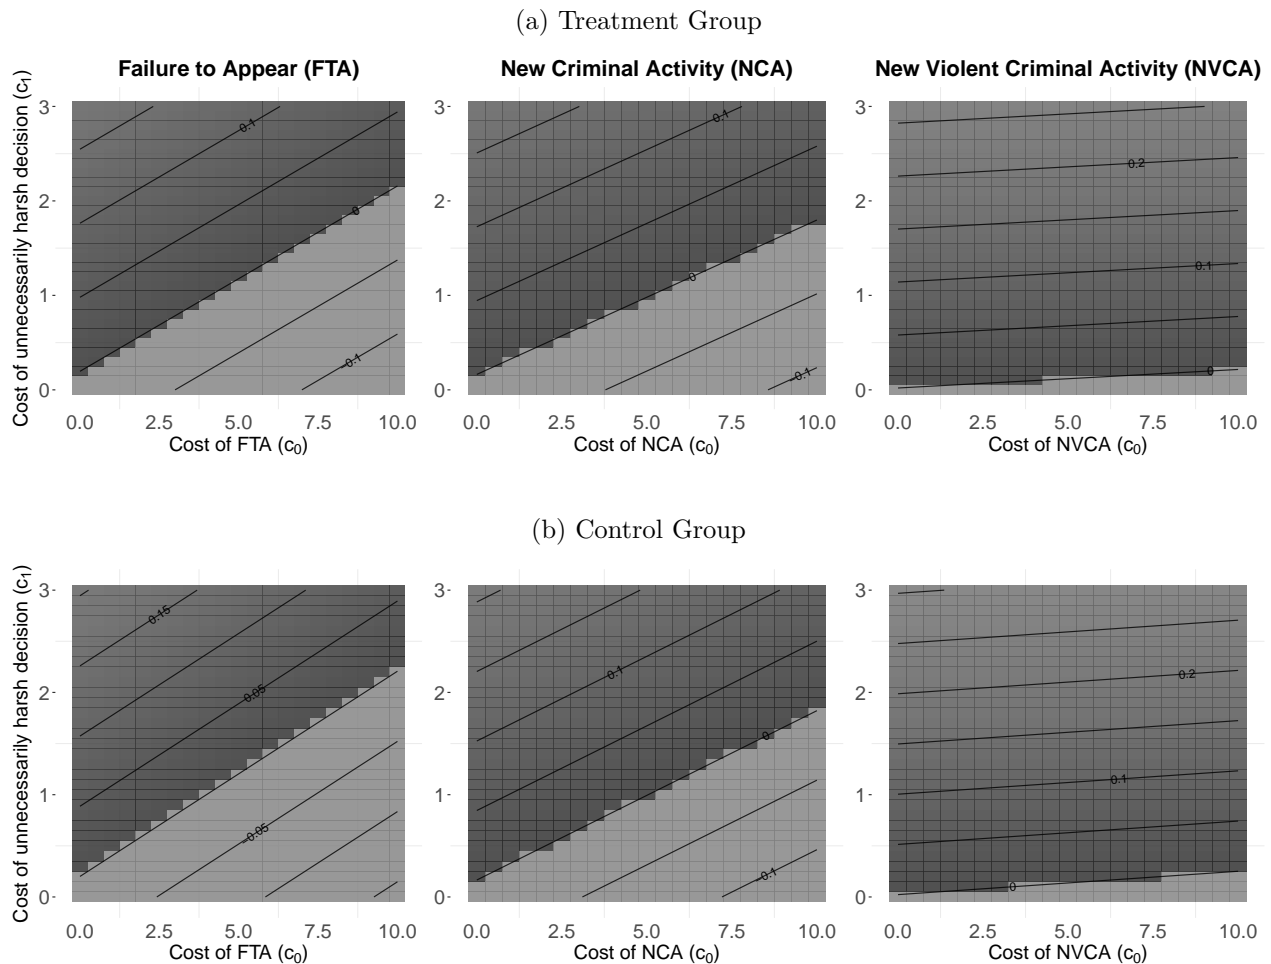 (a) Treatment Group
Failure to Appear (FTA)
New Criminal Activity (NCA)
New Violent Criminal Activity (NVCA)
Cost of unnecessarily harsh decision (c₁)
3
2
1
0
0.1
0
−0.1
0.0 2.5 5.0 7.5 10.0
Cost of FTA (c₀)
3
2
1
0
0.1
0
−0.1
0.0 2.5 5.0 7.5 10.0
Cost of NCA (c₀)
3
2
1
0
0.2
0.1
0
0.0 2.5 5.0 7.5 10.0
Cost of NVCA (c₀)
(b) Control Group
Cost of unnecessarily harsh decision (c₁)
3
2
1
0
0.15
0.05
−0.05
0.0 2.5 5.0 7.5 10.0
Cost of FTA (c₀)
3
2
1
0
0.1
0
−0.1
0.0 2.5 5.0 7.5 10.0
Cost of NCA (c₀)
3
2
1
0
0.2
0.1
0
0.0 2.5 5.0 7.5 10.0
Cost of NVCA (c₀)